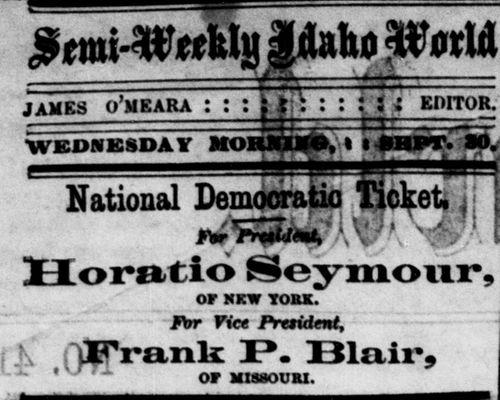 Semi-Weekly Idaho World
JAMES O'MEARA : : : : : : : : : : : EDITOR.
WEDNESDAY MORNING, : : SEPT. 30.
National Democratic Ticket.
For President,
Horatio Seymour,
OF NEW YORK.
For Vice President,
Frank P. Blair,
OF MISSOURI.